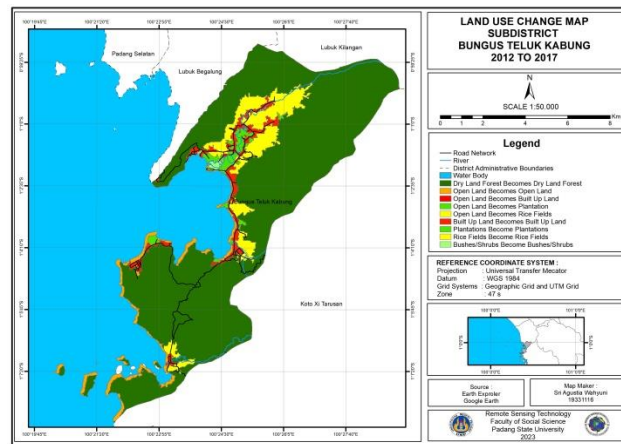 LAND USE CHANGE MAP
SUBDISTRICT
BUNGUS TELUK KABUNG
2012 TO 2017
N
SCALE 1:50.000
Km
0 1 2 4 6 8
Legend
Road Network
River
District Administrative Boundaries
Water Body
Dry Land Forest Becomes Dry Land Forest
Open Land Becomes Open Land
Open Land Becomes Built Up Land
Open Land Becomes Plantation
Open Land Becomes Rice Fields
Built Up Land Becomes Built Up Land
Plantations Become Plantations
Rice Fields Become Rice Fields
Bushes/Shrubs Become Bushes/Shrubs
REFERENCE COORDINATE SYSTEM :
Projection : Universal Transfer Mecator
Datum : WGS 1984
Grid Systems : Geographic Grid and UTM Grid
Zone : 47 s
Source :
Earth Exproler
Google Earth
Map Maker :
Sri Agusta Wahyuni
19331116
Remote Sensing Technology
Faculty of Social Science
Padang State University
2023
Padang Selatan
Lubuk Begalung
Lubuk Kilangan
Bungus Teluk Kabung
Koto Xi Tarusan